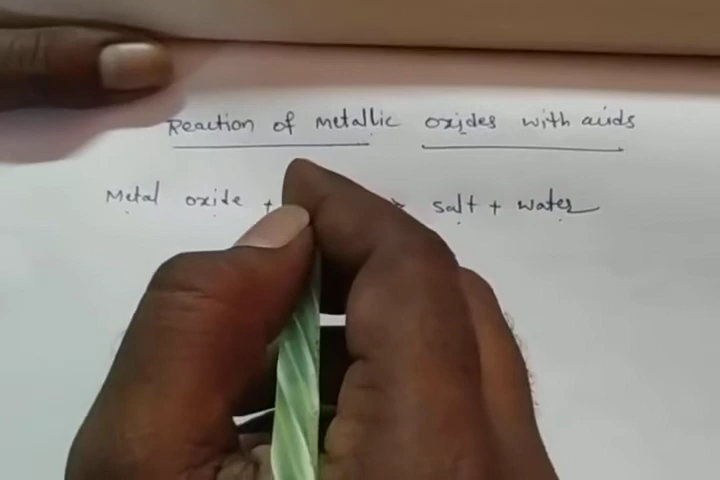 Reaction of metallic oxides with acids
Metal oxide + → salt + water